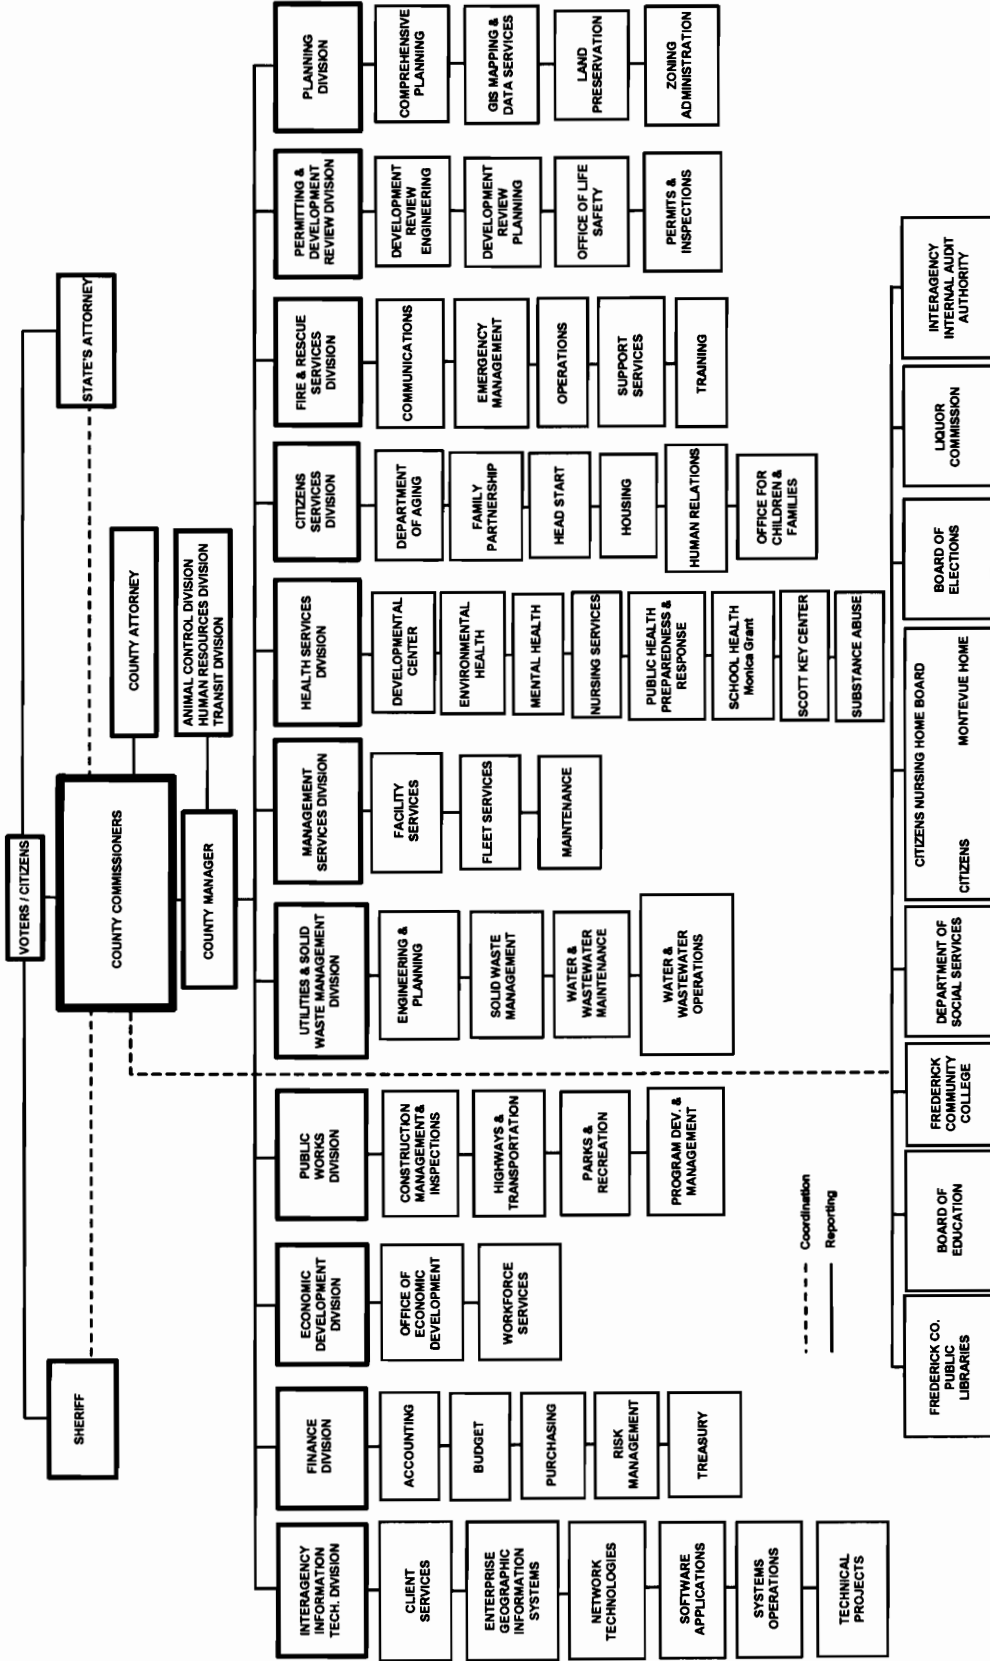 VOTERS / CITIZENS
SHERIFF
STATE'S ATTORNEY
COUNTY COMMISSIONERS
COUNTY ATTORNEY
COUNTY MANAGER
ANIMAL CONTROL DIVISION
HUMAN RESOURCES DIVISION
TRANSIT DIVISION
INTERAGENCY
INFORMATION
TECH. DIVISION
CLIENT
SERVICES
ENTERPRISE
GEOGRAPHIC
INFORMATION
SYSTEMS
NETWORK
TECHNOLOGIES
SOFTWARE
APPLICATIONS
SYSTEMS
OPERATIONS
TECHNICAL
PROJECTS
FINANCE
DIVISION
ACCOUNTING
BUDGET
PURCHASING
RISK
MANAGEMENT
TREASURY
ECONOMIC
DEVELOPMENT
DIVISION
OFFICE OF
ECONOMIC
DEVELOPMENT
WORKFORCE
SERVICES
PUBLIC
WORKS
DIVISION
CONSTRUCTION
MANAGEMENT&
INSPECTIONS
HIGHWAYS &
TRANSPORTATION
PARKS &
RECREATION
PROGRAM DEV. &
MANAGEMENT
UTILITIES & SOLID
WASTE MANAGEMENT
DIVISION
ENGINEERING &
PLANNING
SOLID WASTE
MANAGEMENT
WATER &
WASTEWATER
MAINTENANCE
WATER &
WASTEWATER
OPERATIONS
MANAGEMENT
SERVICES DIVISION
FACILITY
SERVICES
FLEET SERVICES
MAINTENANCE
HEALTH SERVICES
DIVISION
DEVELOPMENTAL
CENTER
ENVIRONMENTAL
HEALTH
MENTAL HEALTH
NURSING SERVICES
PUBLIC HEALTH
PREPAREDNESS &
RESPONSE
SCHOOL HEALTH
Monica Grant
SCOTT KEY CENTER
SUBSTANCE ABUSE
CITIZENS
SERVICES
DIVISION
DEPARTMENT
OF AGING
FAMILY
PARTNERSHIP
HEAD START
HOUSING
HUMAN RELATIONS
OFFICE FOR
CHILDREN &
FAMILIES
FIRE & RESCUE
SERVICES
DIVISION
COMMUNICATIONS
EMERGENCY
MANAGEMENT
OPERATIONS
SUPPORT
SERVICES
TRAINING
PERMITTING &
DEVELOPMENT
REVIEW DIVISION
DEVELOPMENT
REVIEW
ENGINEERING
DEVELOPMENT
REVIEW
PLANNING
OFFICE OF LIFE
SAFETY
PERMITS &
INSPECTIONS
PLANNING
DIVISION
COMPREHENSIVE
PLANNING
GIS MAPPING &
DATA SERVICES
LAND
PRESERVATION
ZONING
ADMINISTRATION
Coordination
Reporting
FREDERICK CO.
PUBLIC
LIBRARIES
BOARD OF
EDUCATION
FREDERICK
COMMUNITY
COLLEGE
DEPARTMENT OF
SOCIAL SERVICES
CITIZENS NURSING HOME BOARD
CITIZENS MONTEVUE HOME
BOARD OF
ELECTIONS
LIQUOR
COMMISSION
INTERAGENCY
INTERNAL AUDIT
AUTHORITY